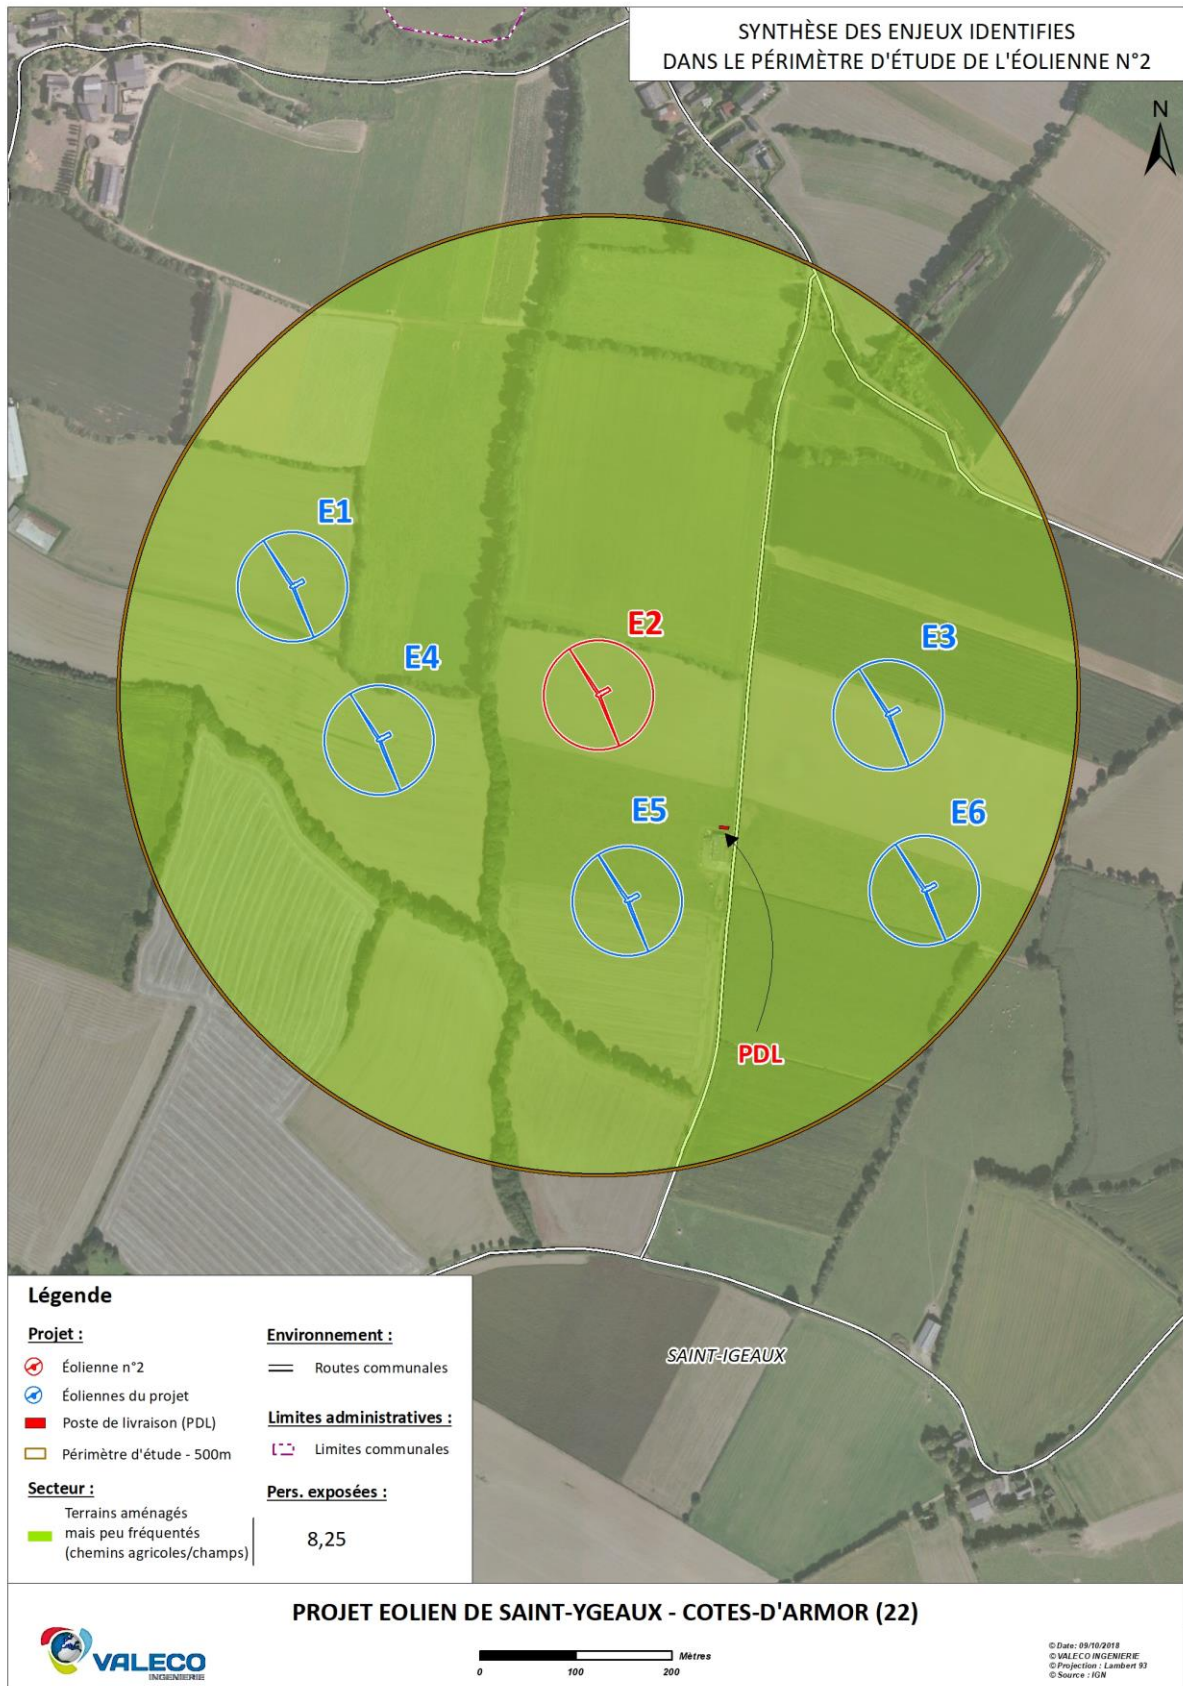 SYNTHÈSE DES ENJEUX IDENTIFIES
DANS LE PÉRIMÈTRE D'ÉTUDE DE L'ÉOLIENNE N°2
N
E1
E2
E3
E4
E5
E6
PDL
SAINT-IGEAUX
Légende
Projet :
Éolienne n°2
Éoliennes du projet
Poste de livraison (PDL)
Périmètre d'étude - 500m
Secteur :
Terrains aménagés
mais peu fréquentés
(chemins agricoles/champs)
Environnement :
Routes communales
Limites administratives :
Limites communales
Pers. exposées :
8,25
PROJET EOLIEN DE SAINT-YGEAUX - COTES-D'ARMOR (22)
VALECO
INGENIERIE
0 100 200
Mètres
© Date: 09/10/2018
© VALECO INGENIERIE
© Projection : Lambert 93
© Source : IGN